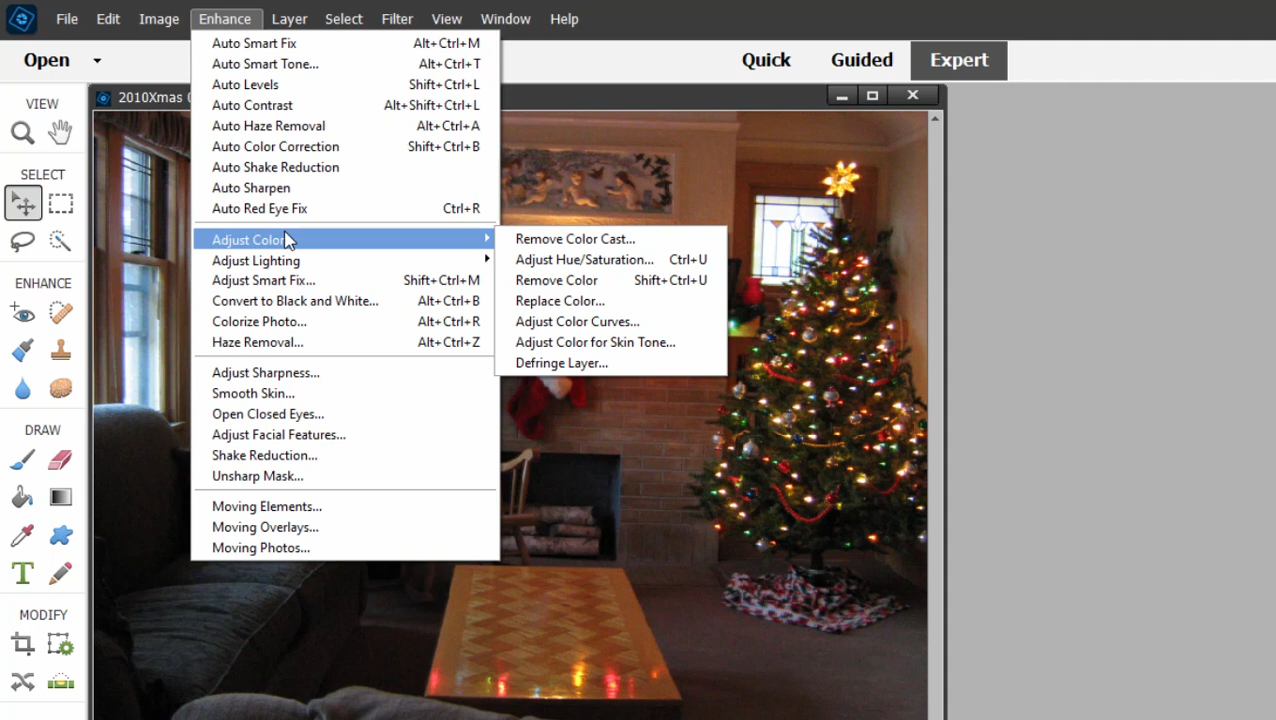 File Edit Image Enhance Layer Select Filter View Window Help
Open Quick Guided Expert
2010Xmas
VIEW
SELECT
ENHANCE
DRAW
MODIFY
Auto Smart Fix Alt+Ctrl+M
Auto Smart Tone... Alt+Ctrl+T
Auto Levels Shift+Ctrl+L
Auto Contrast Alt+Shift+Ctrl+L
Auto Haze Removal Alt+Ctrl+A
Auto Color Correction Shift+Ctrl+B
Auto Shake Reduction
Auto Sharpen
Auto Red Eye Fix Ctrl+R
Adjust Color
Adjust Lighting
Adjust Smart Fix... Shift+Ctrl+M
Convert to Black and White... Alt+Ctrl+B
Colorize Photo... Alt+Ctrl+R
Haze Removal... Alt+Ctrl+Z
Adjust Sharpness...
Smooth Skin...
Open Closed Eyes...
Adjust Facial Features...
Shake Reduction...
Unsharp Mask...
Moving Elements...
Moving Overlays...
Moving Photos...
Remove Color Cast...
Adjust Hue/Saturation... Ctrl+U
Remove Color Shift+Ctrl+U
Replace Color...
Adjust Color Curves...
Adjust Color for Skin Tone...
Defringe Layer...